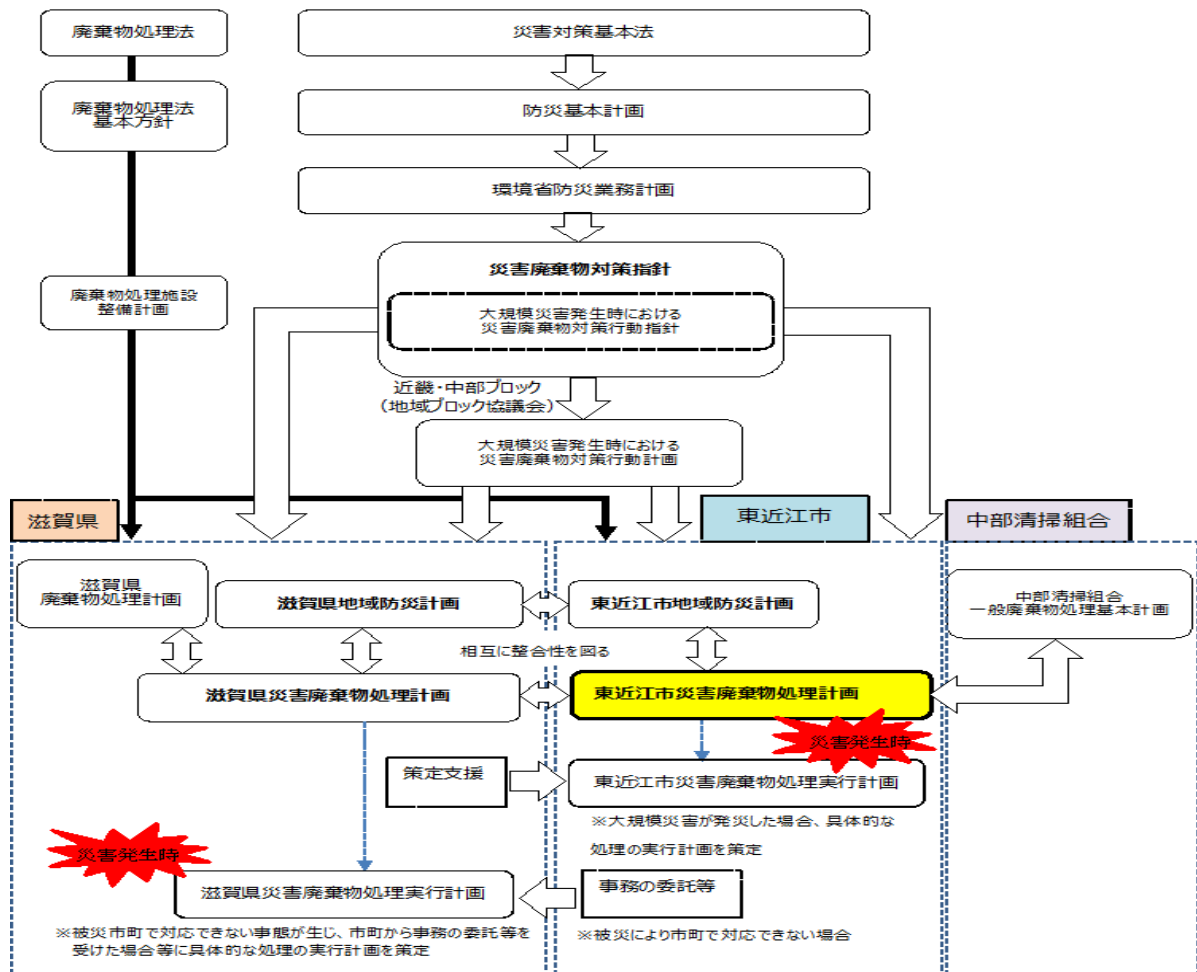 廃棄物処理法
災害対策基本法
廃棄物処理法
基本方針
防災基本計画
環境省防災業務計画
災害廃棄物対策指針
廃棄物処理施設
整備計画
大規模災害発生時における
災害廃棄物対策行動指針
近畿・中部ブロック
(地域ブロック協議会)
大規模災害発生時における
災害廃棄物対策行動計画
滋賀県
東近江市
中部清掃組合
滋賀県
廃棄物処理計画
滋賀県地域防災計画
東近江市地域防災計画
中部清掃組合
一般廃棄物処理基本計画
相互に整合性を図る
滋賀県災害廃棄物処理計画
東近江市災害廃棄物処理計画
災害発生時
策定支援
東近江市災害廃棄物処理実行計画
※大規模災害が発災した場合、具体的な
処理の実行計画を策定
災害発生時
滋賀県災害廃棄物処理実行計画
事務の委託等
※被災市町で対応できない事態が生じ、市町から事務の委託等を
受けた場合等に具体的な処理の実行計画を策定
※被災により市町で対応できない場合